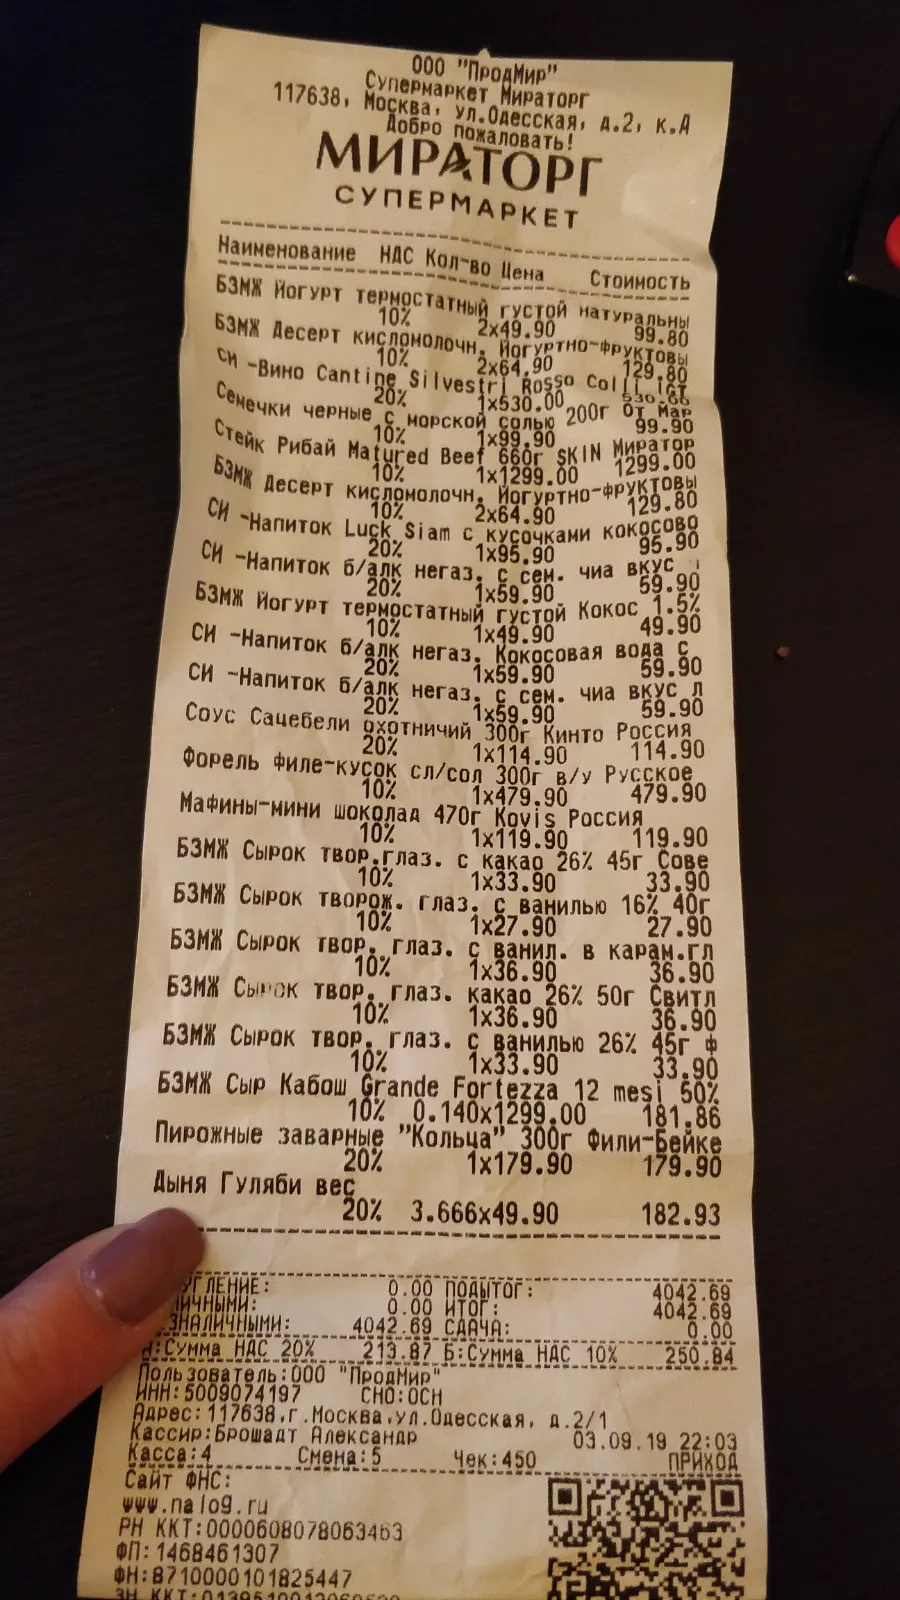 ООО "ПродМир"
Супермаркет Мираторг
117638, Москва, ул.Одесская, д.2, к.А
Добро пожаловать!
МИРАТОРГ
СУПЕРМАРКЕТ
Наименование НДС Кол-во Цена Стоимость
БЗМЖ Йогурт термостатный густой натуральны
10% 2x49.90 99.80
БЗМЖ Десерт кисломолочн. Йогуртно-фруктовы
10% 2x64.90 129.80
СИ -Вино Cantine Silvestri Rosso Colli IGT
20% 1x530.00 530.00
Семечки черные с морской солью 200г От Мар
10% 1x99.90 99.90
Стейк Рибай Matured Beef 660г SKIN Миратор
10% 1x1299.00 1299.00
БЗМЖ Десерт кисломолочн. Йогуртно-фруктовы
10% 2x64.90 129.80
СИ -Напиток Luck Siam с кусочками кокосово
20% 1x95.90 95.90
СИ -Напиток б/алк негаз. с сем. чиа вкус
20% 1x59.90 59.90
БЗМЖ Йогурт термостатный густой Кокос 1.5%
10% 1x49.90 49.90
СИ -Напиток б/алк негаз. Кокосовая вода с
20% 1x59.90 59.90
СИ -Напиток б/алк негаз. с сем. чиа вкус л
20% 1x59.90 59.90
Соус Сацебели охотничий 300г Кинто Россия
20% 1x114.90 114.90
Форель филе-кусок сл/сол 300г в/у Русское
10% 1x479.90 479.90
Мафины-мини шоколад 470г Kovis Россия
10% 1x119.90 119.90
БЗМЖ Сырок твор.глаз. с какао 26% 45г Сове
10% 1x33.90 33.90
БЗМЖ Сырок творож. глаз. с ванилью 16% 40г
10% 1x27.90 27.90
БЗМЖ Сырок твор. глаз. с ванил. в карам.гл
10% 1x36.90 36.90
БЗМЖ Сырок твор. глаз. какао 26% 50г Свитл
10% 1x36.90 36.90
БЗМЖ Сырок твор. глаз. с ванилью 26% 45г ф
10% 1x33.90 33.90
БЗМЖ Сыр Кабош Grande Fortezza 12 mesi 50%
10% 0.140x1299.00 181.86
Пирожные заварные "Кольца" 300г Фили-Бейке
20% 1x179.90 179.90
Дыня Гуляби вес
20% 3.666x49.90 182.93
УГЛЕНИЕ: 0.00 ПОДЫТОГ: 4042.69
ИЧНЫМИ: 0.00 ИТОГ: 4042.69
ЗНАЛИЧНЫМИ: 4042.69 СДАЧА: 0.00
А:Сумма НДС 20% 213.87 Б:Сумма НДС 10% 250.84
Пользователь:ООО "ПродМир"
ИНН:5009074197 СНО:ОСН
Адрес:117638,г.Москва,ул.Одесская, д.2/1
Кассир:Брошадт Александр 03.09.19 22:03
Касса:4 Смена:5 Чек:450 ПРИХОД
Сайт ФНС:
www.nalog.ru
РН ККТ:0000608078063463
ФП:1468461307
ФН:8710000101825447
ЗН ККТ: